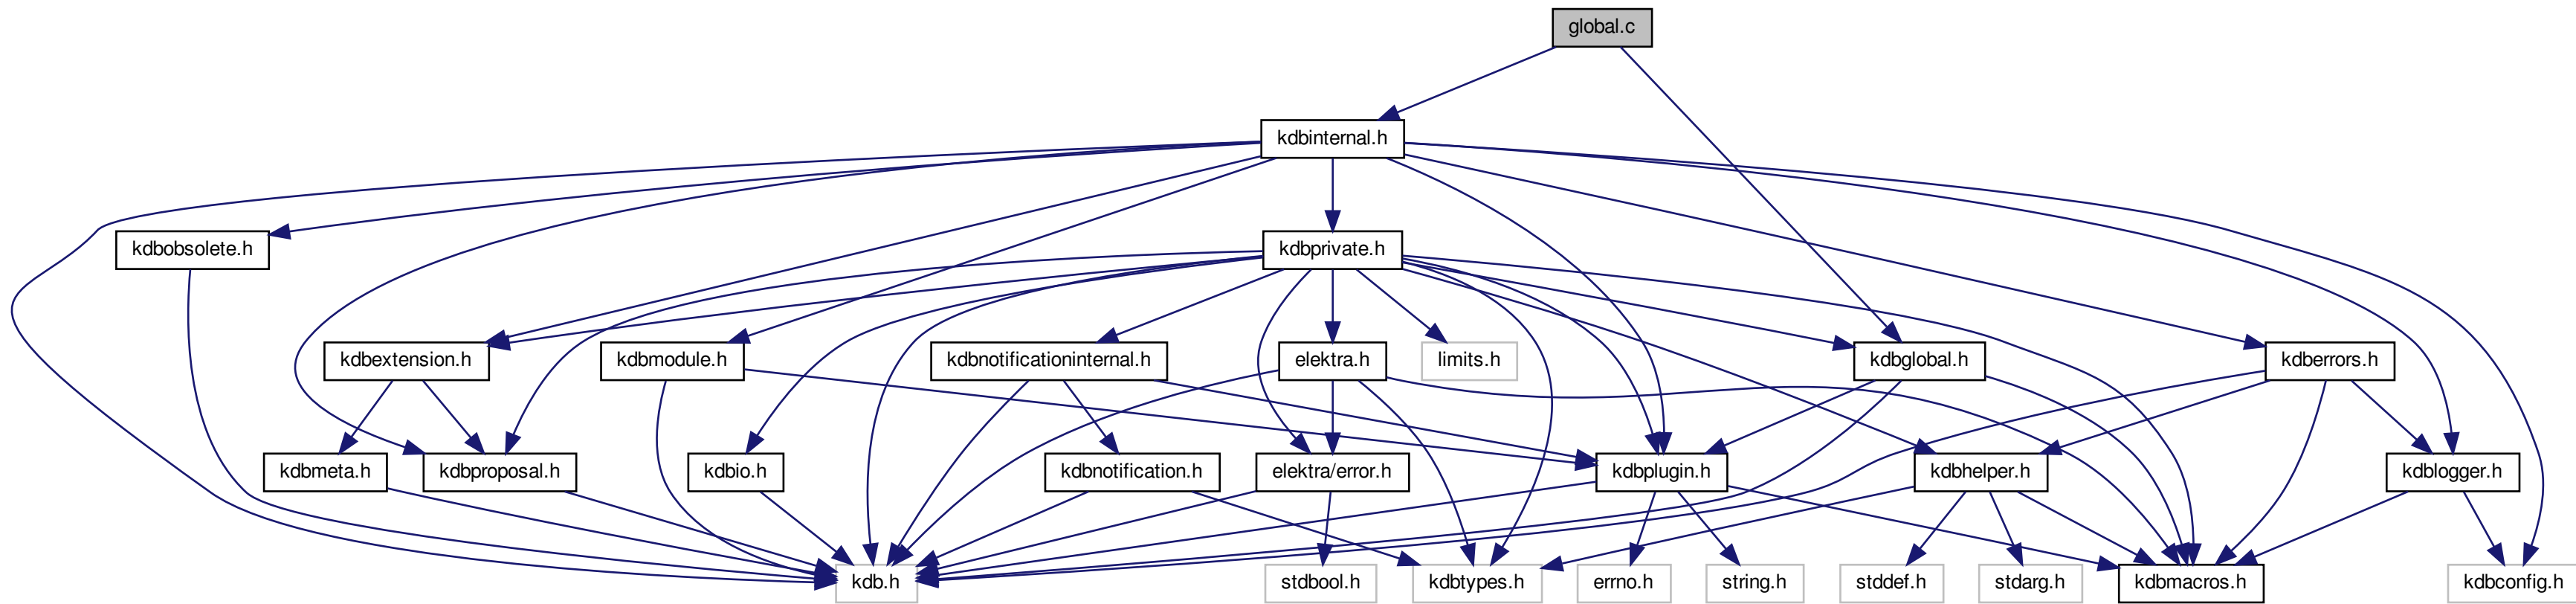 global.c
kdbinternal.h
kdbobsolete.h
kdbprivate.h
kdbextension.h
kdbmodule.h
kdbnotificationinternal.h
elektra.h
limits.h
kdbglobal.h
kdberrors.h
kdbmeta.h
kdbproposal.h
kdbio.h
kdbnotification.h
elektra/error.h
kdbplugin.h
kdbhelper.h
kdblogger.h
kdb.h
stdbool.h
kdbtypes.h
errno.h
string.h
stddef.h
stdarg.h
kdbmacros.h
kdbconfig.h